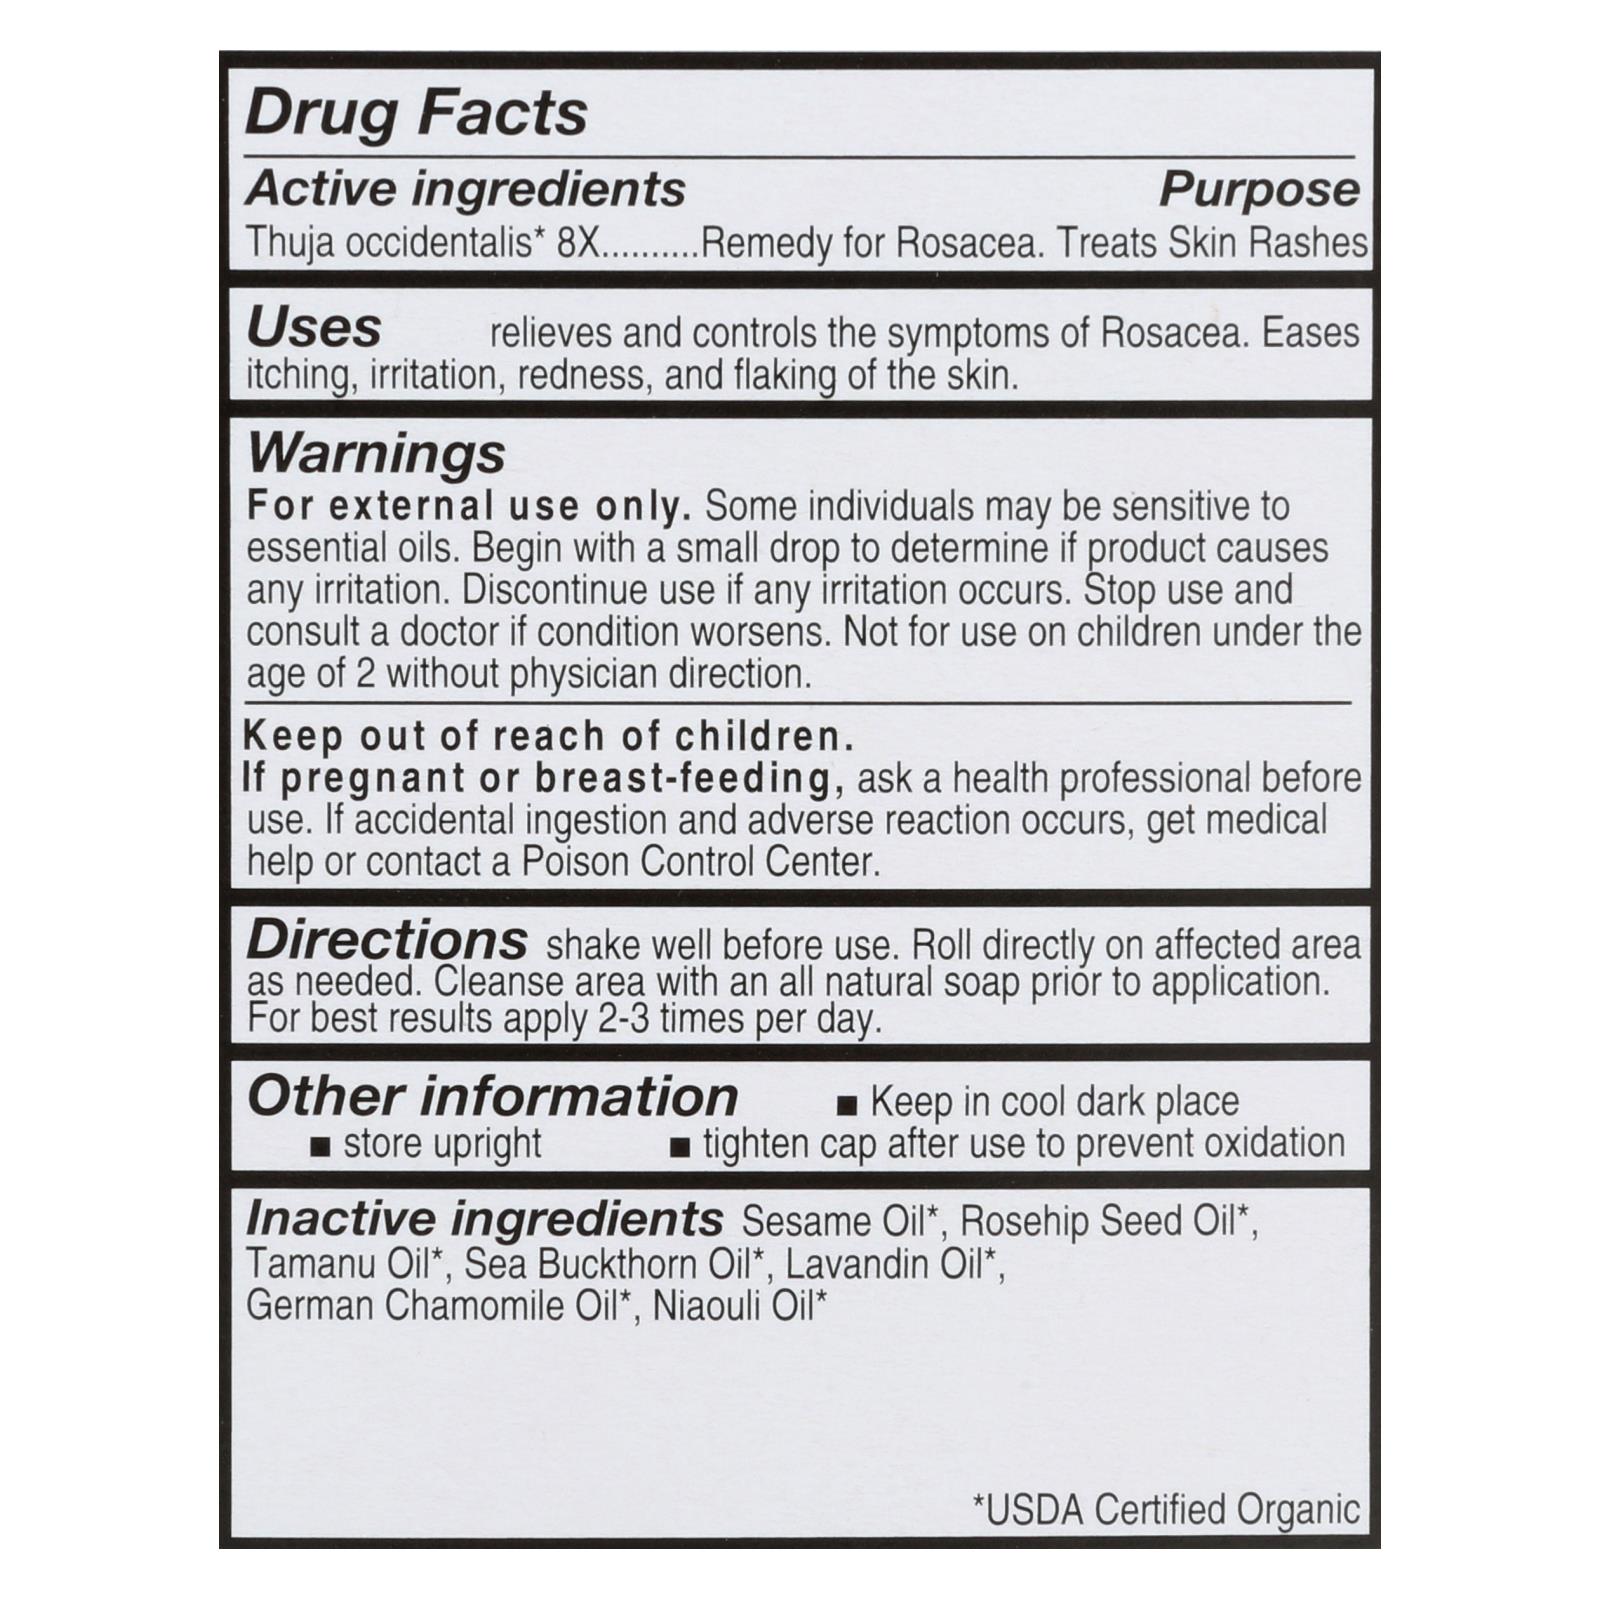 Drug Facts
Active ingredients Purpose
Thuja occidentalis* 8X..........Remedy for Rosacea. Treats Skin Rashes
Uses relieves and controls the symptoms of Rosacea. Eases
itching, irritation, redness, and flaking of the skin.
Warnings
For external use only. Some individuals may be sensitive to
essential oils. Begin with a small drop to determine if product causes
any irritation. Discontinue use if any irritation occurs. Stop use and
consult a doctor if condition worsens. Not for use on children under the
age of 2 without physician direction.
Keep out of reach of children.
If pregnant or breast-feeding, ask a health professional before
use. If accidental ingestion and adverse reaction occurs, get medical
help or contact a Poison Control Center.
Directions shake well before use. Roll directly on affected area
as needed. Cleanse area with an all natural soap prior to application.
For best results apply 2-3 times per day.
Other information ■ Keep in cool dark place
■ store upright ■ tighten cap after use to prevent oxidation
Inactive ingredients Sesame Oil*, Rosehip Seed Oil*,
Tamanu Oil*, Sea Buckthorn Oil*, Lavandin Oil*,
German Chamomile Oil*, Niaouli Oil*
*USDA Certified Organic